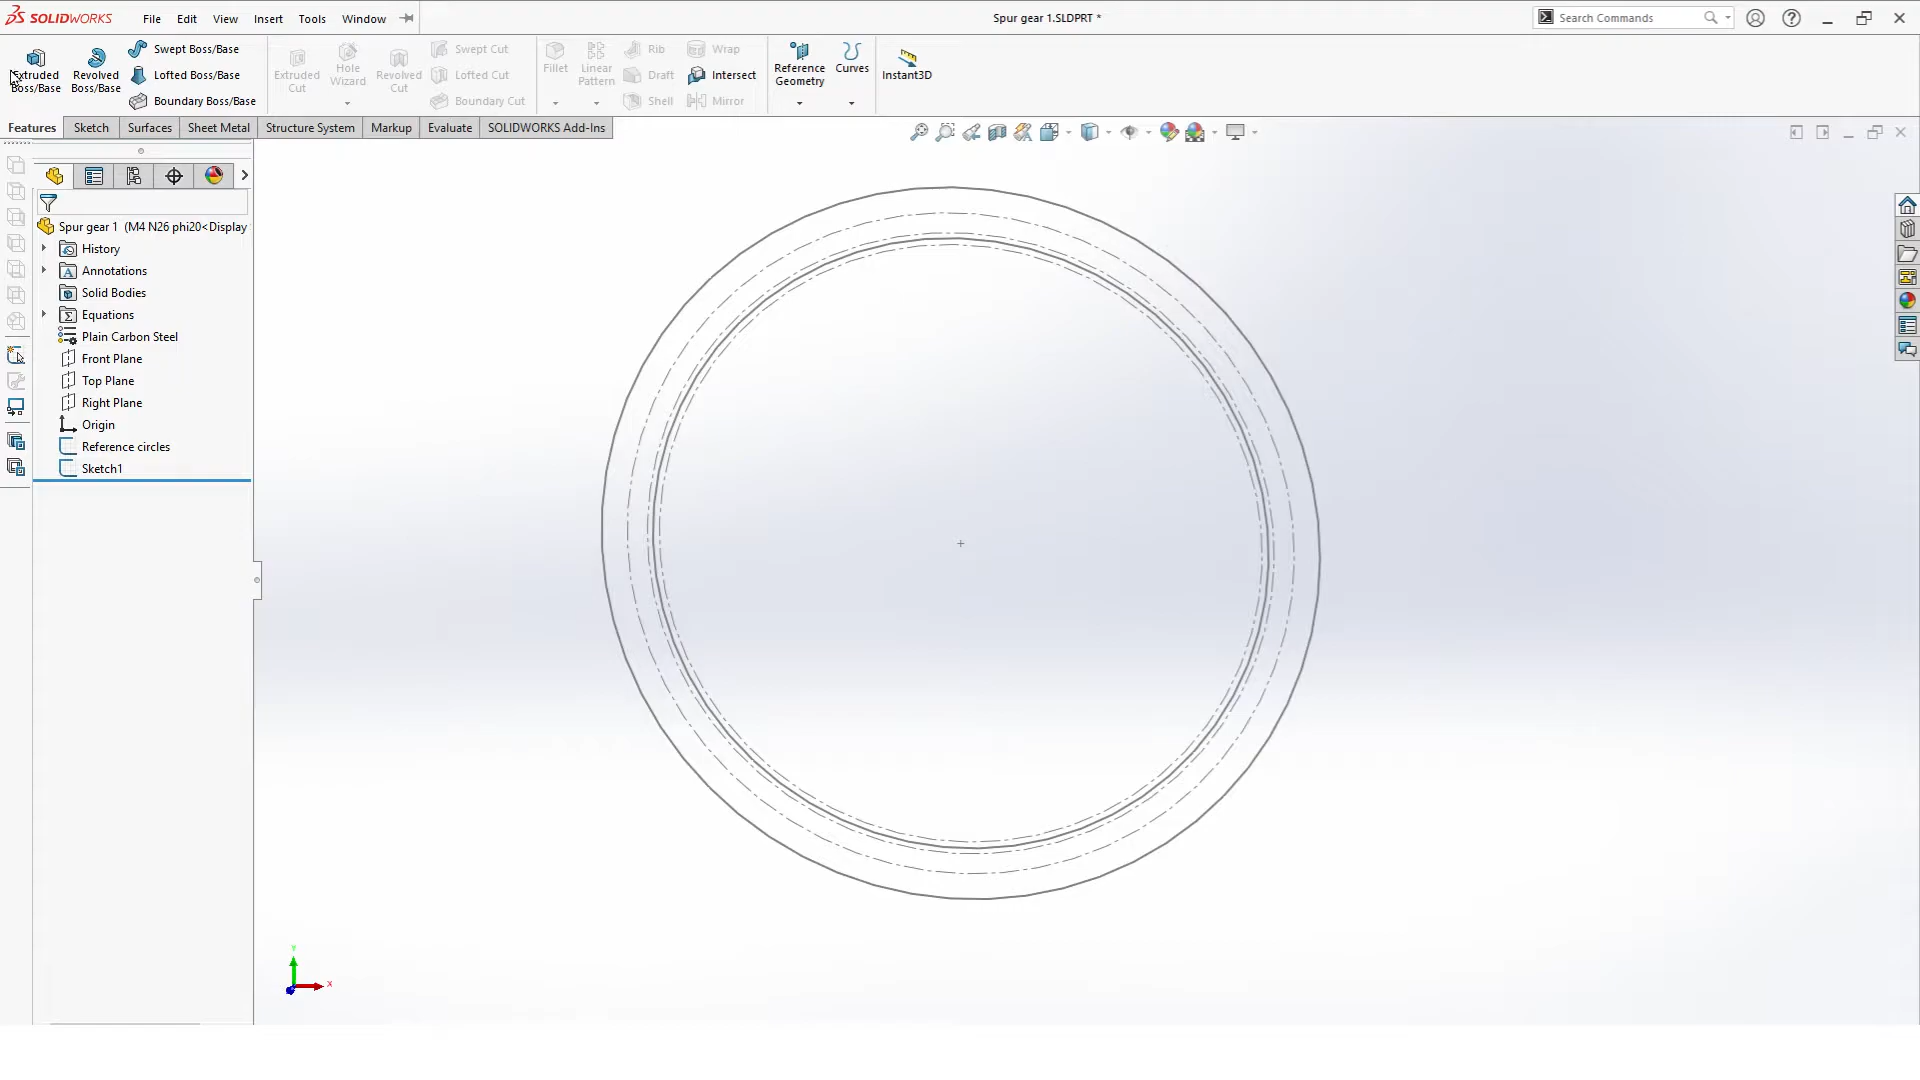 SOLIDWORKS File Edit View Insert Tools Window Spur gear 1.SLDPRT * Search Commands
Extruded Boss/Base
Revolved Boss/Base
Swept Boss/Base
Lofted Boss/Base
Boundary Boss/Base
Extruded Cut
Hole Wizard
Revolved Cut
Swept Cut
Lofted Cut
Boundary Cut
Fillet
Linear Pattern
Rib
Draft
Shell
Wrap
Intersect
Mirror
Reference Geometry
Curves
Instant3D
Features Sketch Surfaces Sheet Metal Structure System Markup Evaluate SOLIDWORKS Add-Ins
Spur gear 1 (M4 N26 phi20<Display
History
Annotations
Solid Bodies
Equations
Plain Carbon Steel
Front Plane
Top Plane
Right Plane
Origin
Reference circles
Sketch1
Y
X